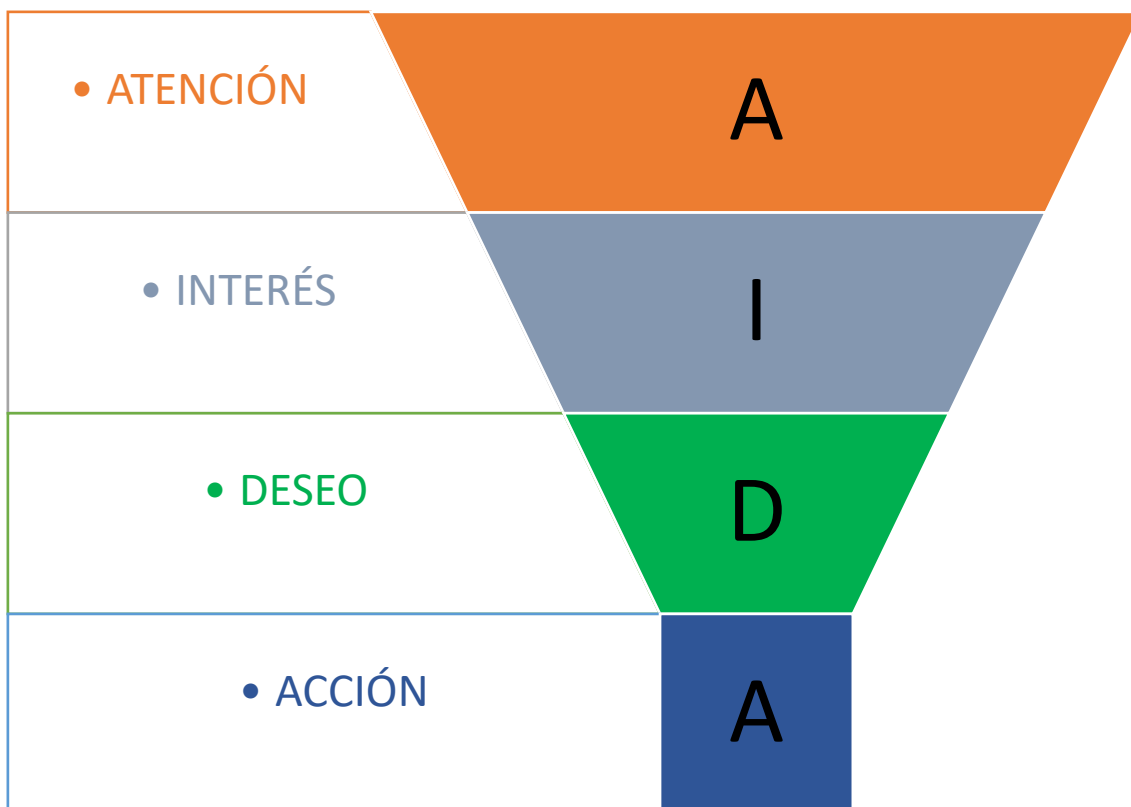 • ATENCIÓN
A
• INTERÉS
I
• DESEO
D
• ACCIÓN
A